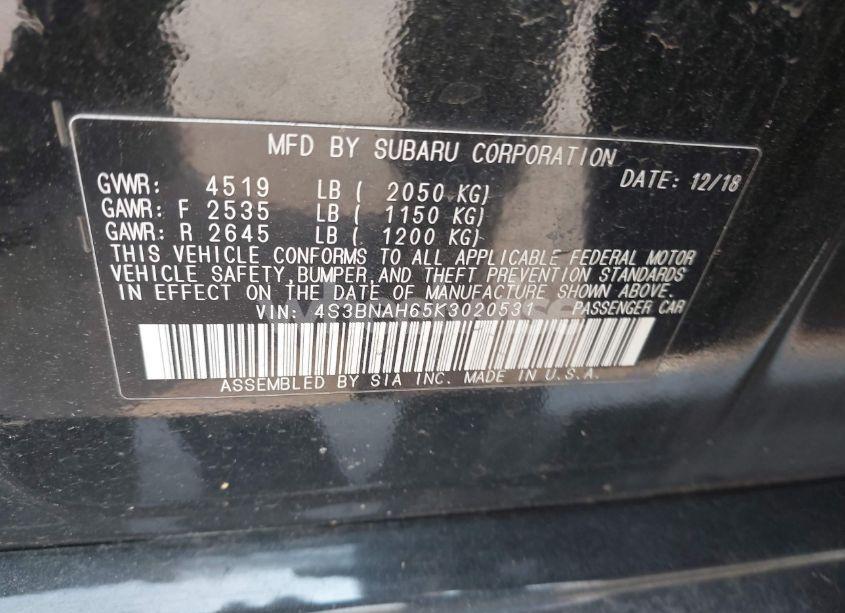 MFD BY SUBARU CORPORATION
GVWR: 4519 LB ( 2050 KG) DATE: 12/18
GAWR: F 2535 LB ( 1150 KG)
GAWR: R 2645 LB ( 1200 KG)
THIS VEHICLE CONFORMS TO ALL APPLICABLE FEDERAL MOTOR
VEHICLE SAFETY, BUMPER, AND THEFT PREVENTION STANDARDS
IN EFFECT ON THE DATE OF MANUFACTURE SHOWN ABOVE.
VIN: 4S3BNAH65K3020531 PASSENGER CAR
ASSEMBLED BY SIA INC. MADE IN U.S.A.